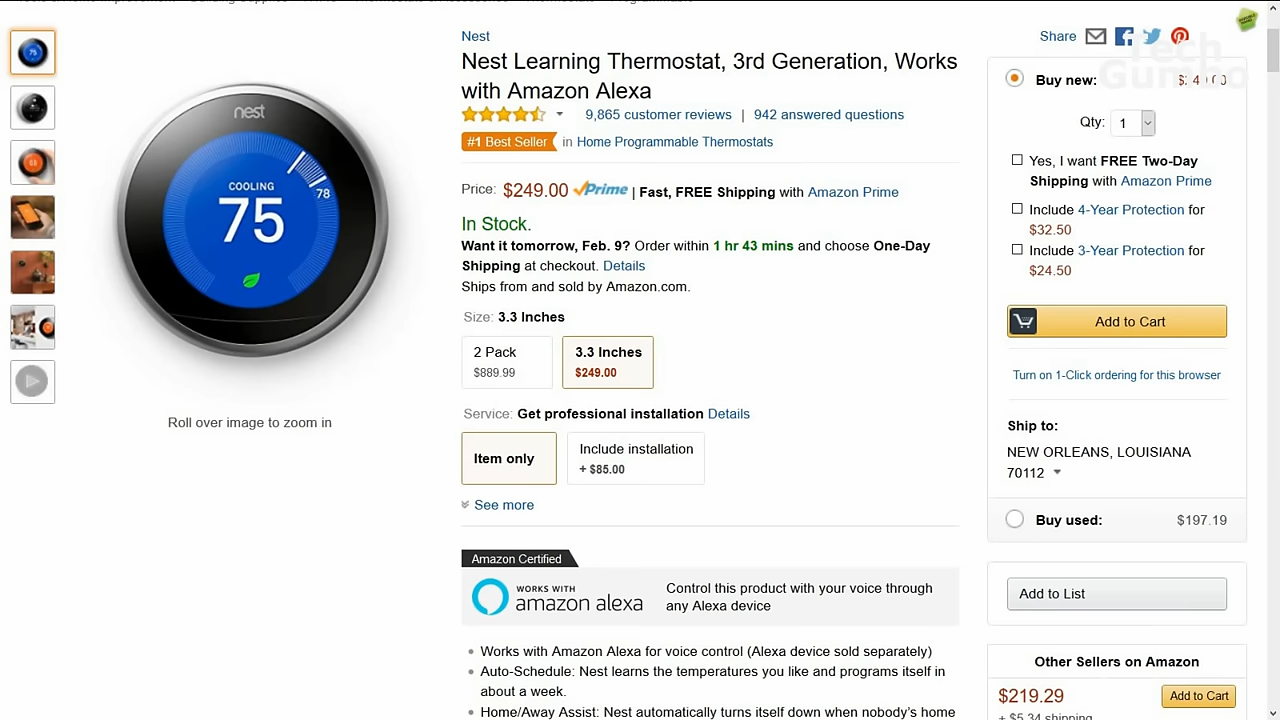 Nest
Nest Learning Thermostat, 3rd Generation, Works
with Amazon Alexa
9,865 customer reviews | 942 answered questions
#1 Best Seller in Home Programmable Thermostats
Price: $249.00 Prime | Fast, FREE Shipping with Amazon Prime
In Stock.
Want it tomorrow, Feb. 9? Order within 1 hr 43 mins and choose One-Day
Shipping at checkout. Details
Ships from and sold by Amazon.com.
Size: 3.3 Inches
2 Pack
$889.99
3.3 Inches
$249.00
Service: Get professional installation Details
Item only
Include installation
+ $85.00
See more
Amazon Certified
WORKS WITH
amazon alexa
Control this product with your voice through
any Alexa device
Works with Amazon Alexa for voice control (Alexa device sold separately)
Auto-Schedule: Nest learns the temperatures you like and programs itself in
about a week.
Home/Away Assist: Nest automatically turns itself down when nobody's home
nest
COOLING
75
78
75
Roll over image to zoom in
Share
Tech
Gumbo
Buy new:
Qty: 1
Yes, I want FREE Two-Day
Shipping with Amazon Prime
Include 4-Year Protection for
$32.50
Include 3-Year Protection for
$24.50
Add to Cart
Turn on 1-Click ordering for this browser
Ship to:
NEW ORLEANS, LOUISIANA
70112
Buy used: $197.19
Add to List
Other Sellers on Amazon
$219.29 Add to Cart
+ $5.34 shipping